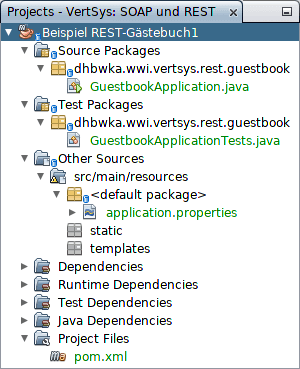 Projects - VertSys: SOAP und REST
Beispiel REST-Gästebuch1
Source Packages
dhbwka.wwi.vertsys.rest.guestbook
GuestbookApplication.java
Test Packages
dhbwka.wwi.vertsys.rest.guestbook
GuestbookApplicationTests.java
Other Sources
src/main/resources
<default package>
application.properties
static
templates
Dependencies
Runtime Dependencies
Test Dependencies
Java Dependencies
Project Files
pom.xml